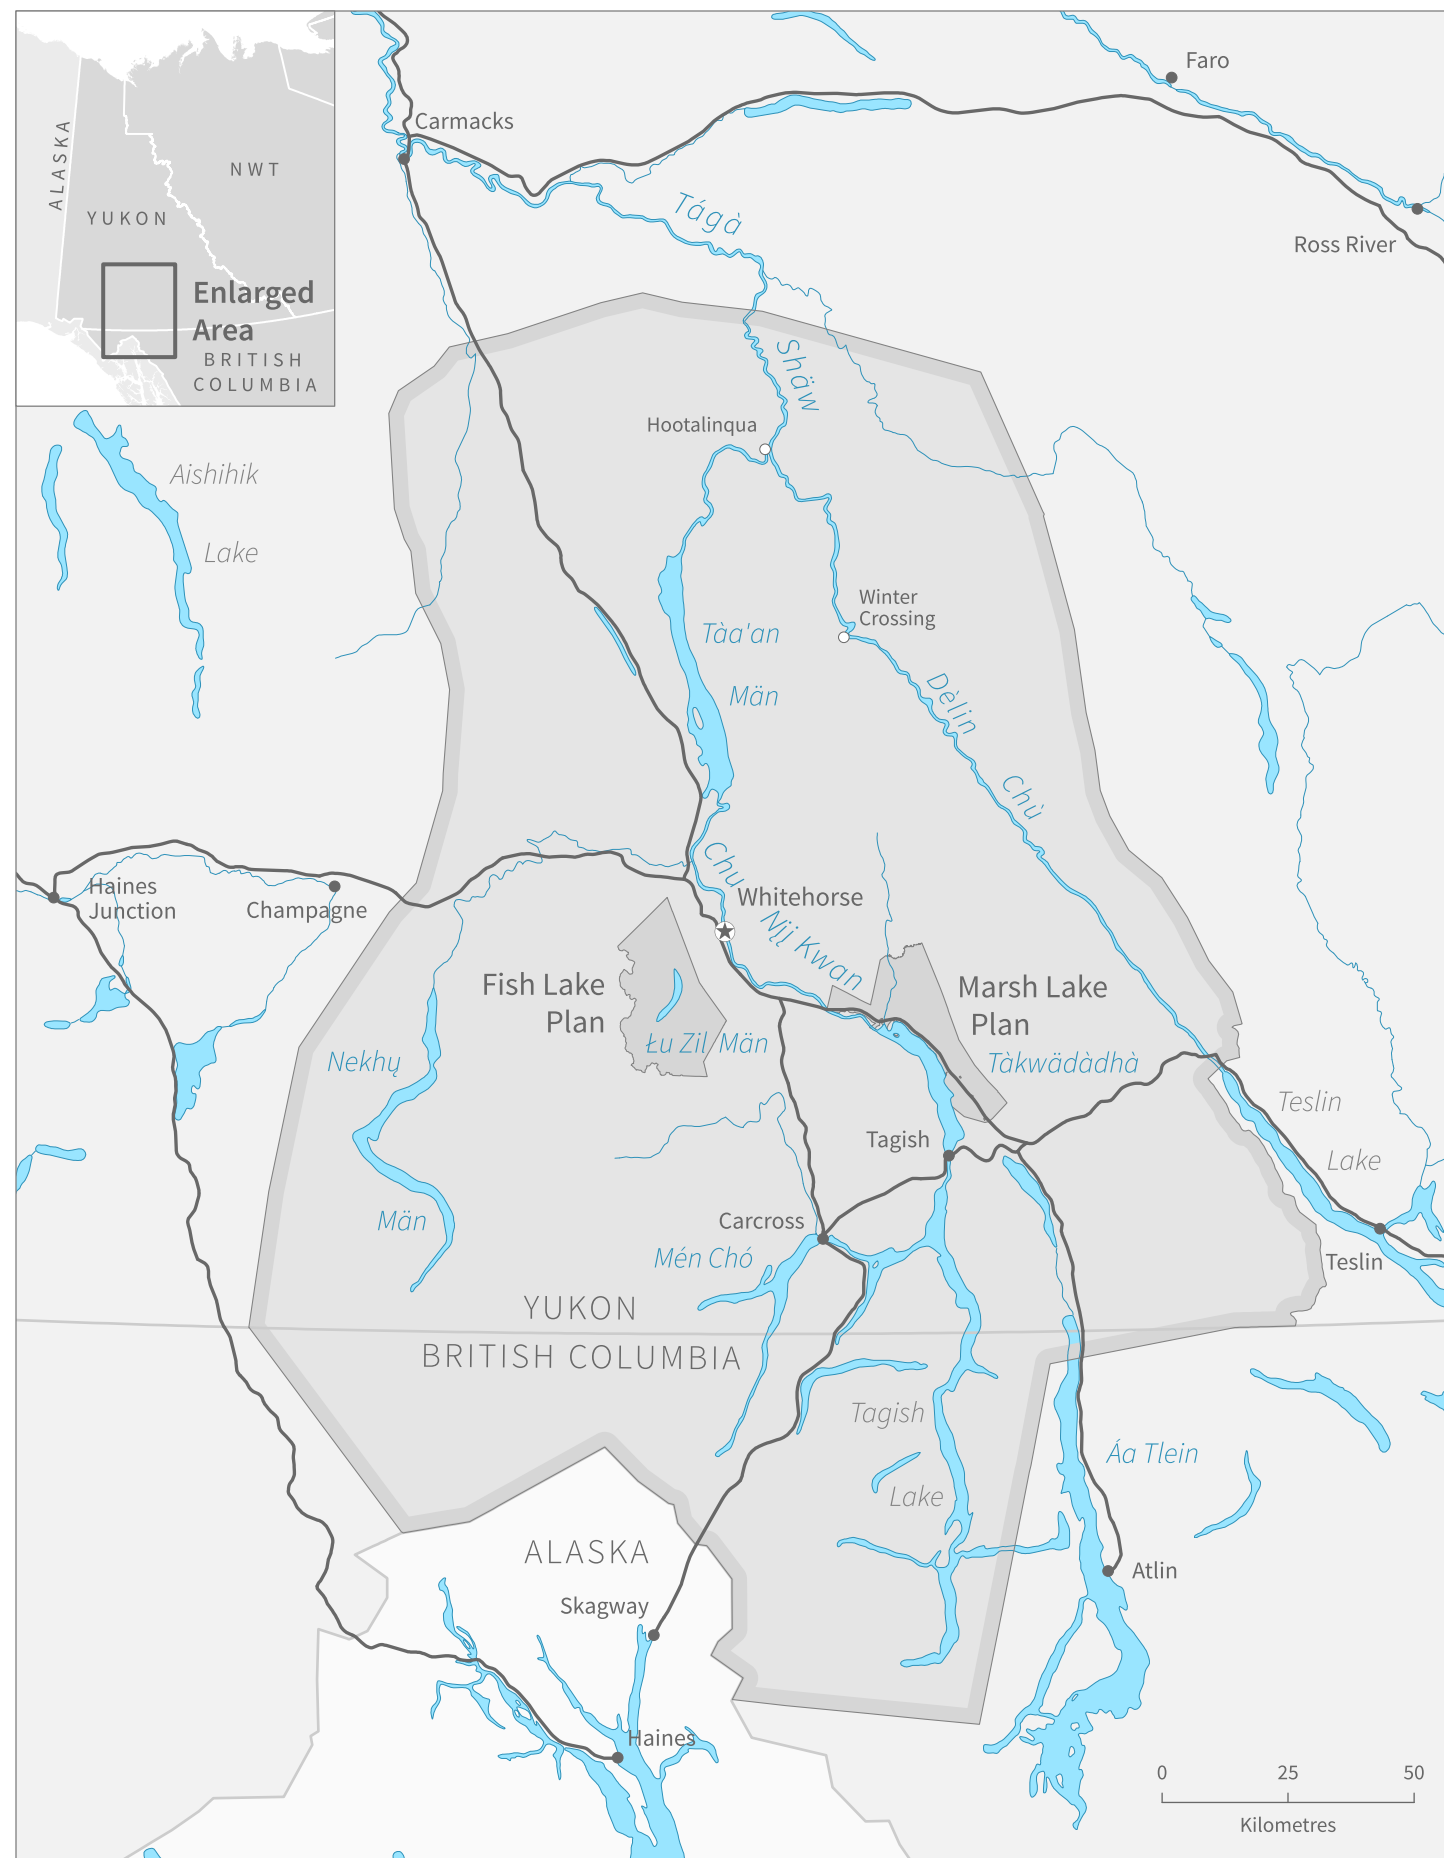 ALASKA
NWT
YUKON
Enlarged
Area
BRITISH
COLUMBIA
Carmacks
Faro
Ross River
Tágà
Shäw
Hootalinqua
Aishihik
Lake
Winter
Crossing
Tàa'an
Män
Dèlin
Chù
Chu
Nįį Kwan
Haines
Junction
Champagne
Whitehorse
Fish Lake
Plan
Marsh Lake
Plan
Łu Zil Män
Tàkwädàdhà
Nekhų
Män
Teslin
Lake
Tagish
Carcross
Mén Chó
Teslin
YUKON
BRITISH COLUMBIA
Tagish
Lake
Áa Tlein
ALASKA
Skagway
Atlin
Haines
0 25 50
Kilometres